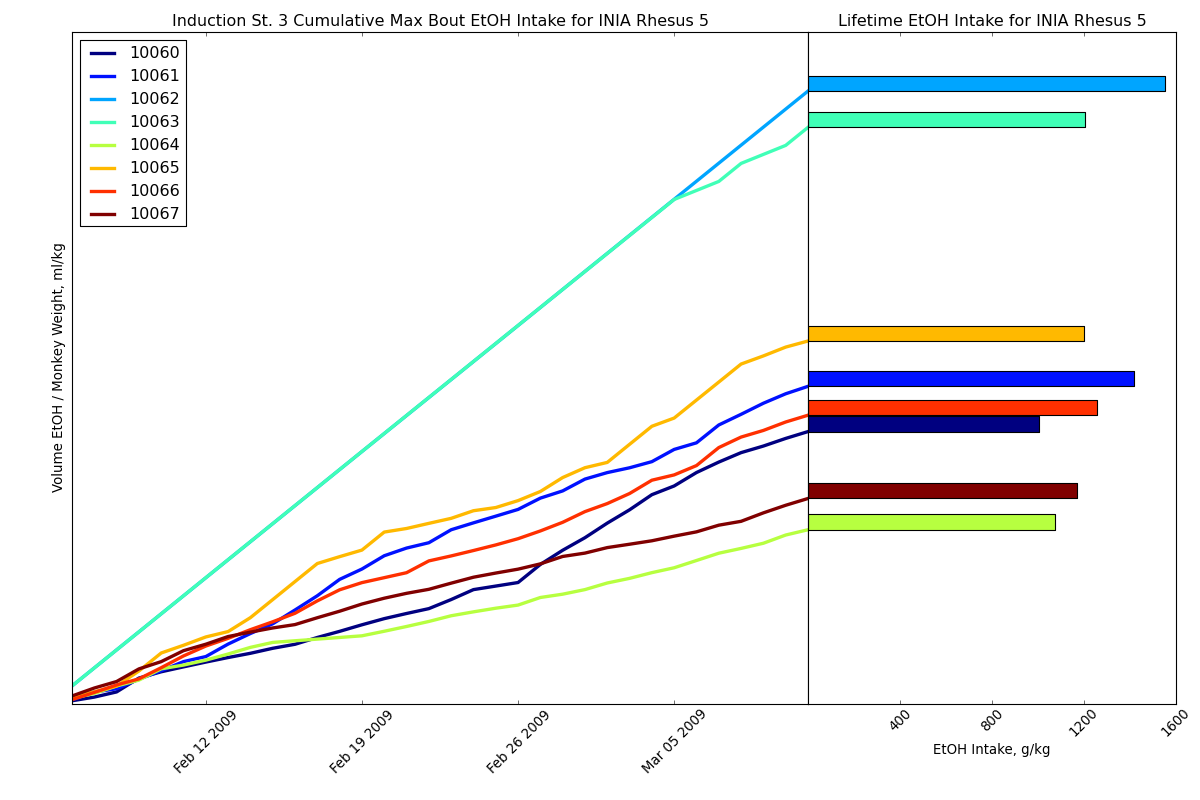 Induction St. 3 Cumulative Max Bout EtOH Intake for INIA Rhesus 5
Lifetime EtOH Intake for INIA Rhesus 5
10060
10061
10062
10063
10064
10065
10066
10067
Volume EtOH / Monkey Weight, ml/kg
Feb 12 2009
Feb 19 2009
Feb 26 2009
Mar 05 2009
400
800
1200
1600
EtOH Intake, g/kg